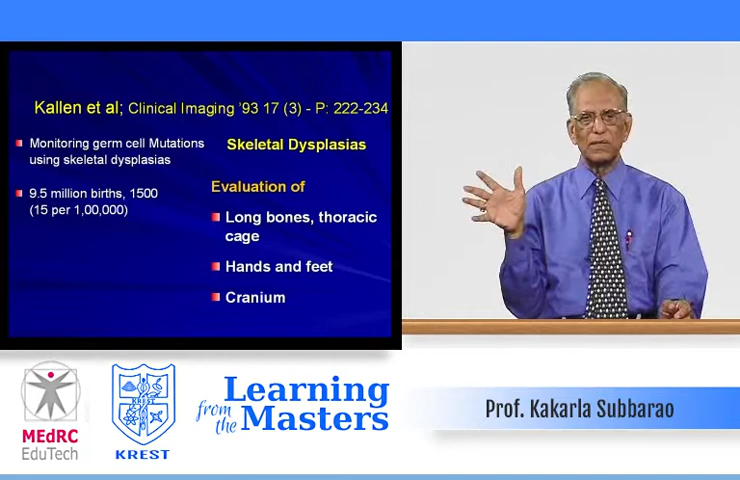 Kallen et al; Clinical Imaging '93 17 (3) - P: 222-234
Monitoring germ cell Mutations
using skeletal dysplasias
9.5 million births, 1500
(15 per 1,00,000)
Skeletal Dysplasias
Evaluation of
Long bones, thoracic
cage
Hands and feet
Cranium
MEdRC
EduTech
KREST
KREST
Learning
from the
Masters
Prof. Kakarla Subbarao